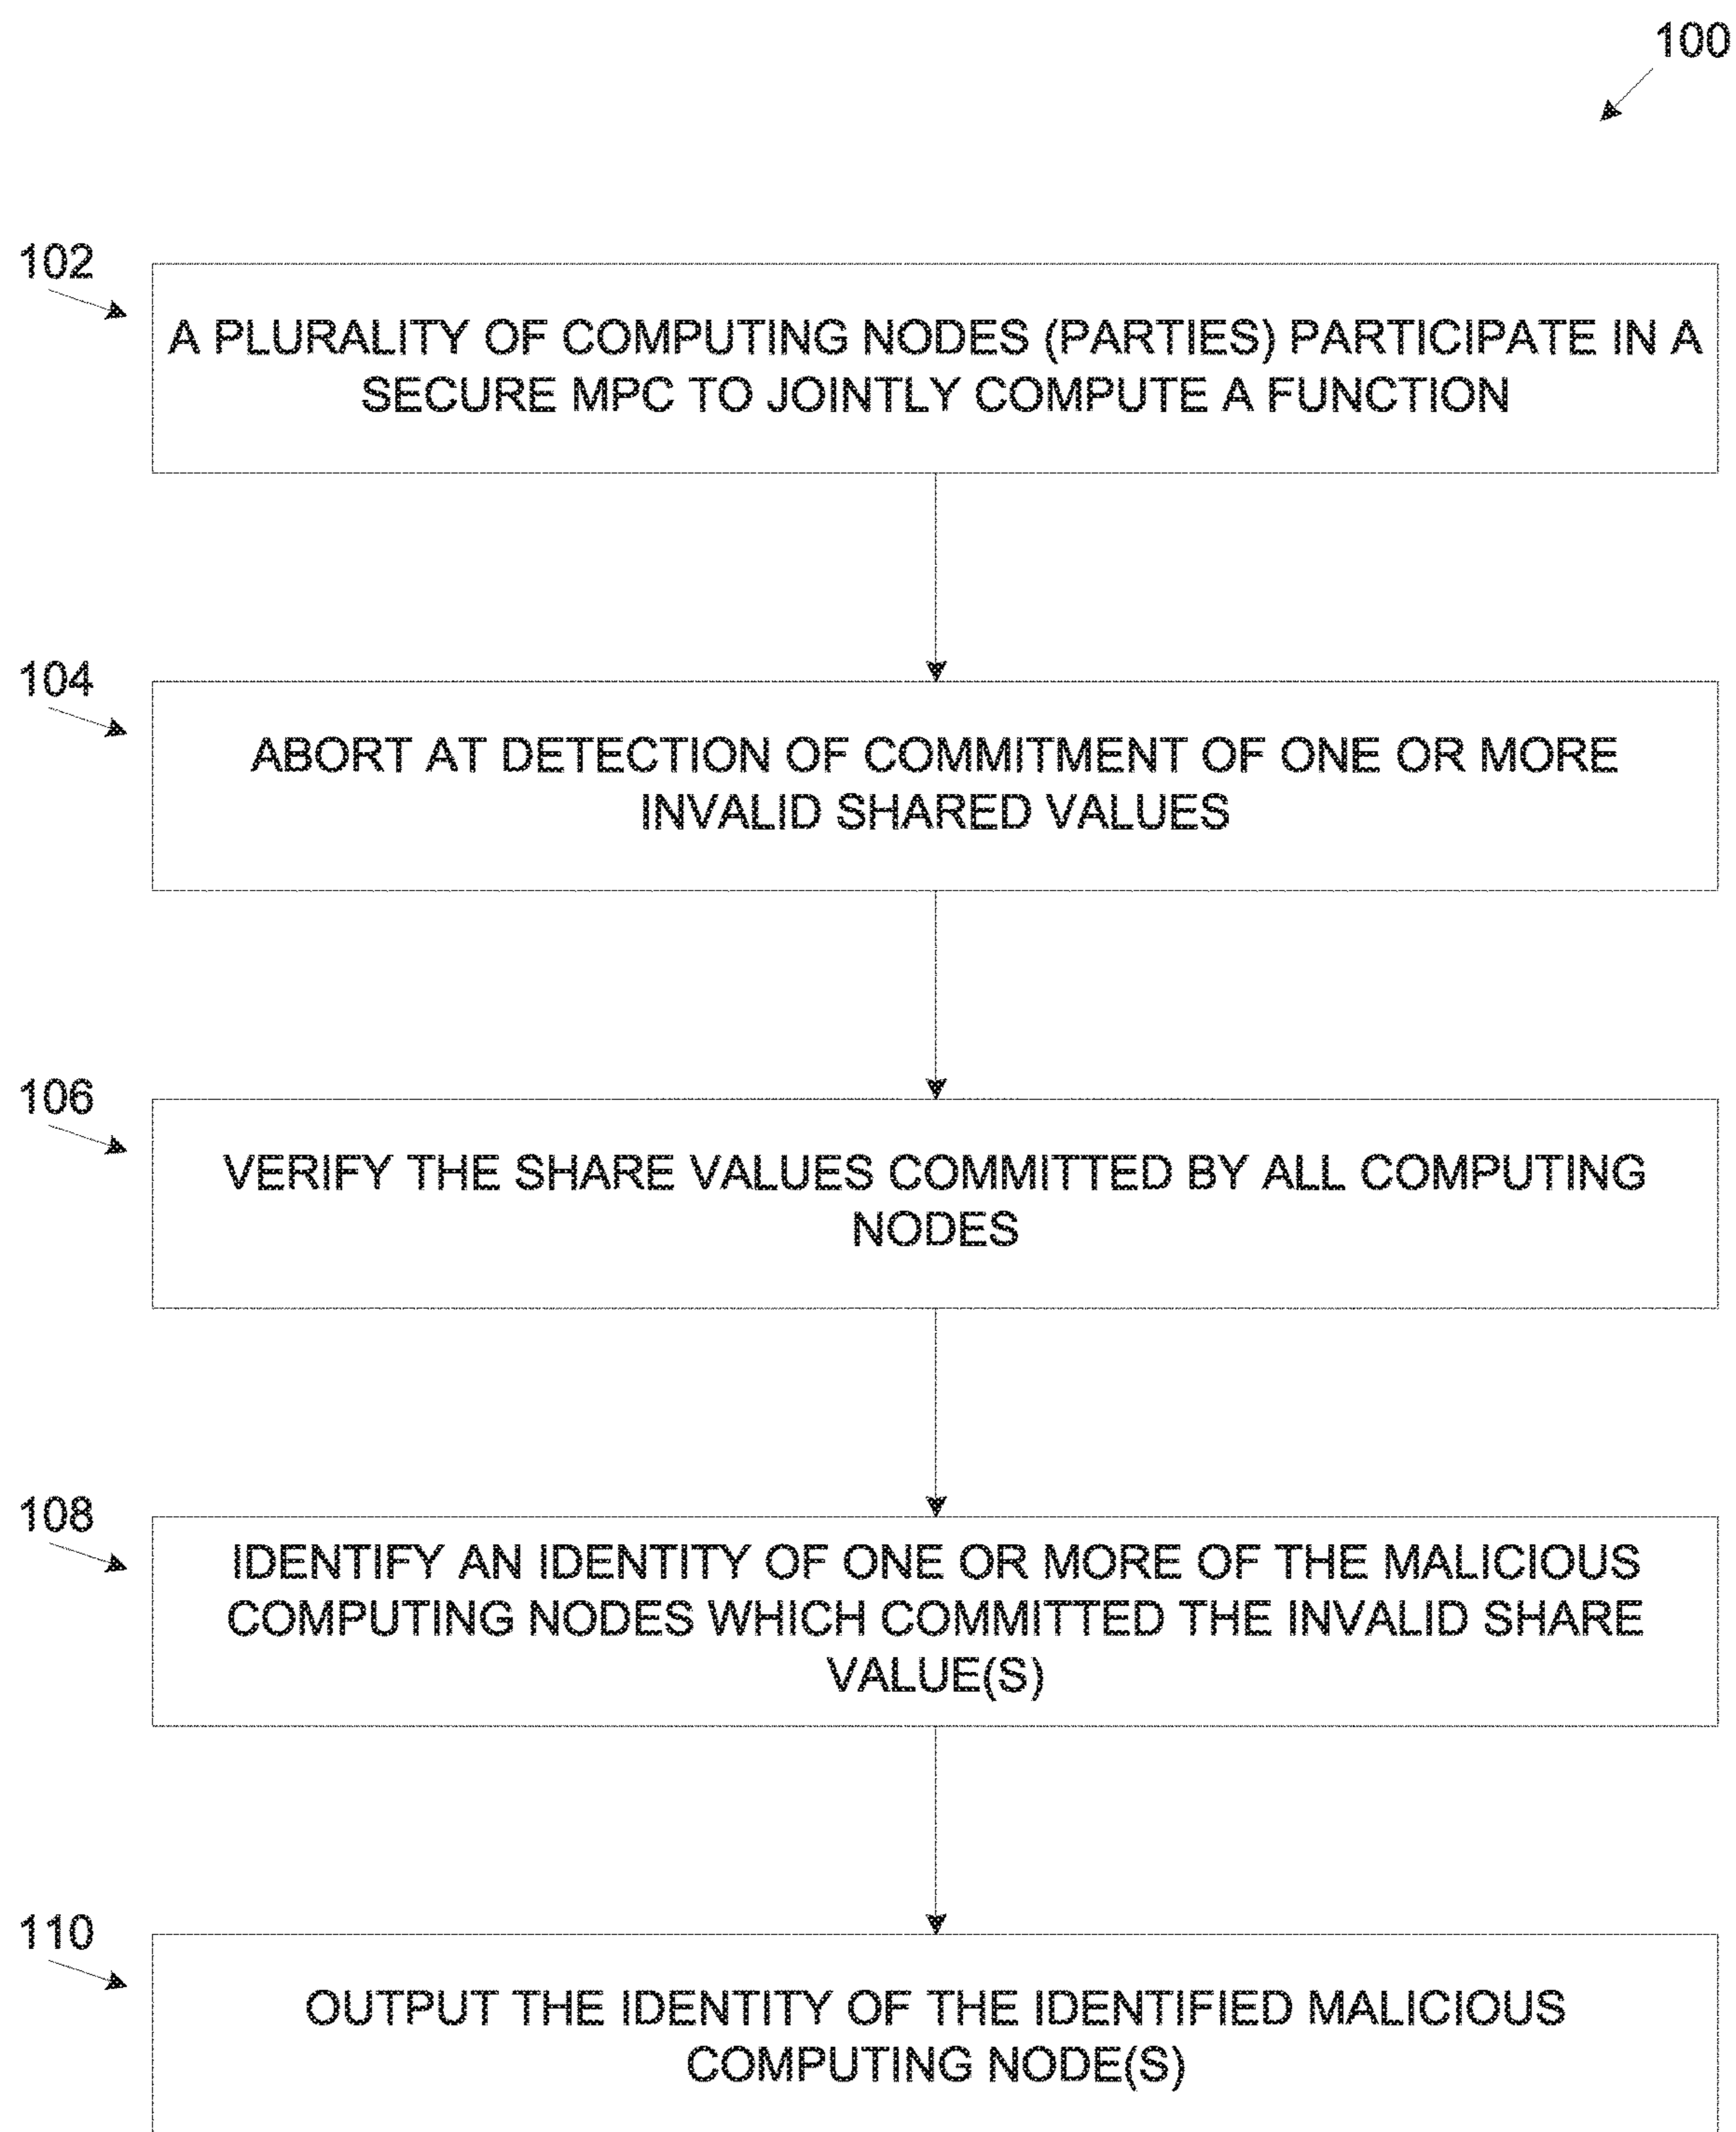 100
102
A PLURALITY OF COMPUTING NODES (PARTIES) PARTICIPATE IN A
SECURE MPC TO JOINTLY COMPUTE A FUNCTION
104
ABORT AT DETECTION OF COMMITMENT OF ONE OR MORE
INVALID SHARED VALUES
106
VERIFY THE SHARE VALUES COMMITTED BY ALL COMPUTING
NODES
108
IDENTIFY AN IDENTITY OF ONE OR MORE OF THE MALICIOUS
COMPUTING NODES WHICH COMMITTED THE INVALID SHARE
VALUE(S)
110
OUTPUT THE IDENTITY OF THE IDENTIFIED MALICIOUS
COMPUTING NODE(S)